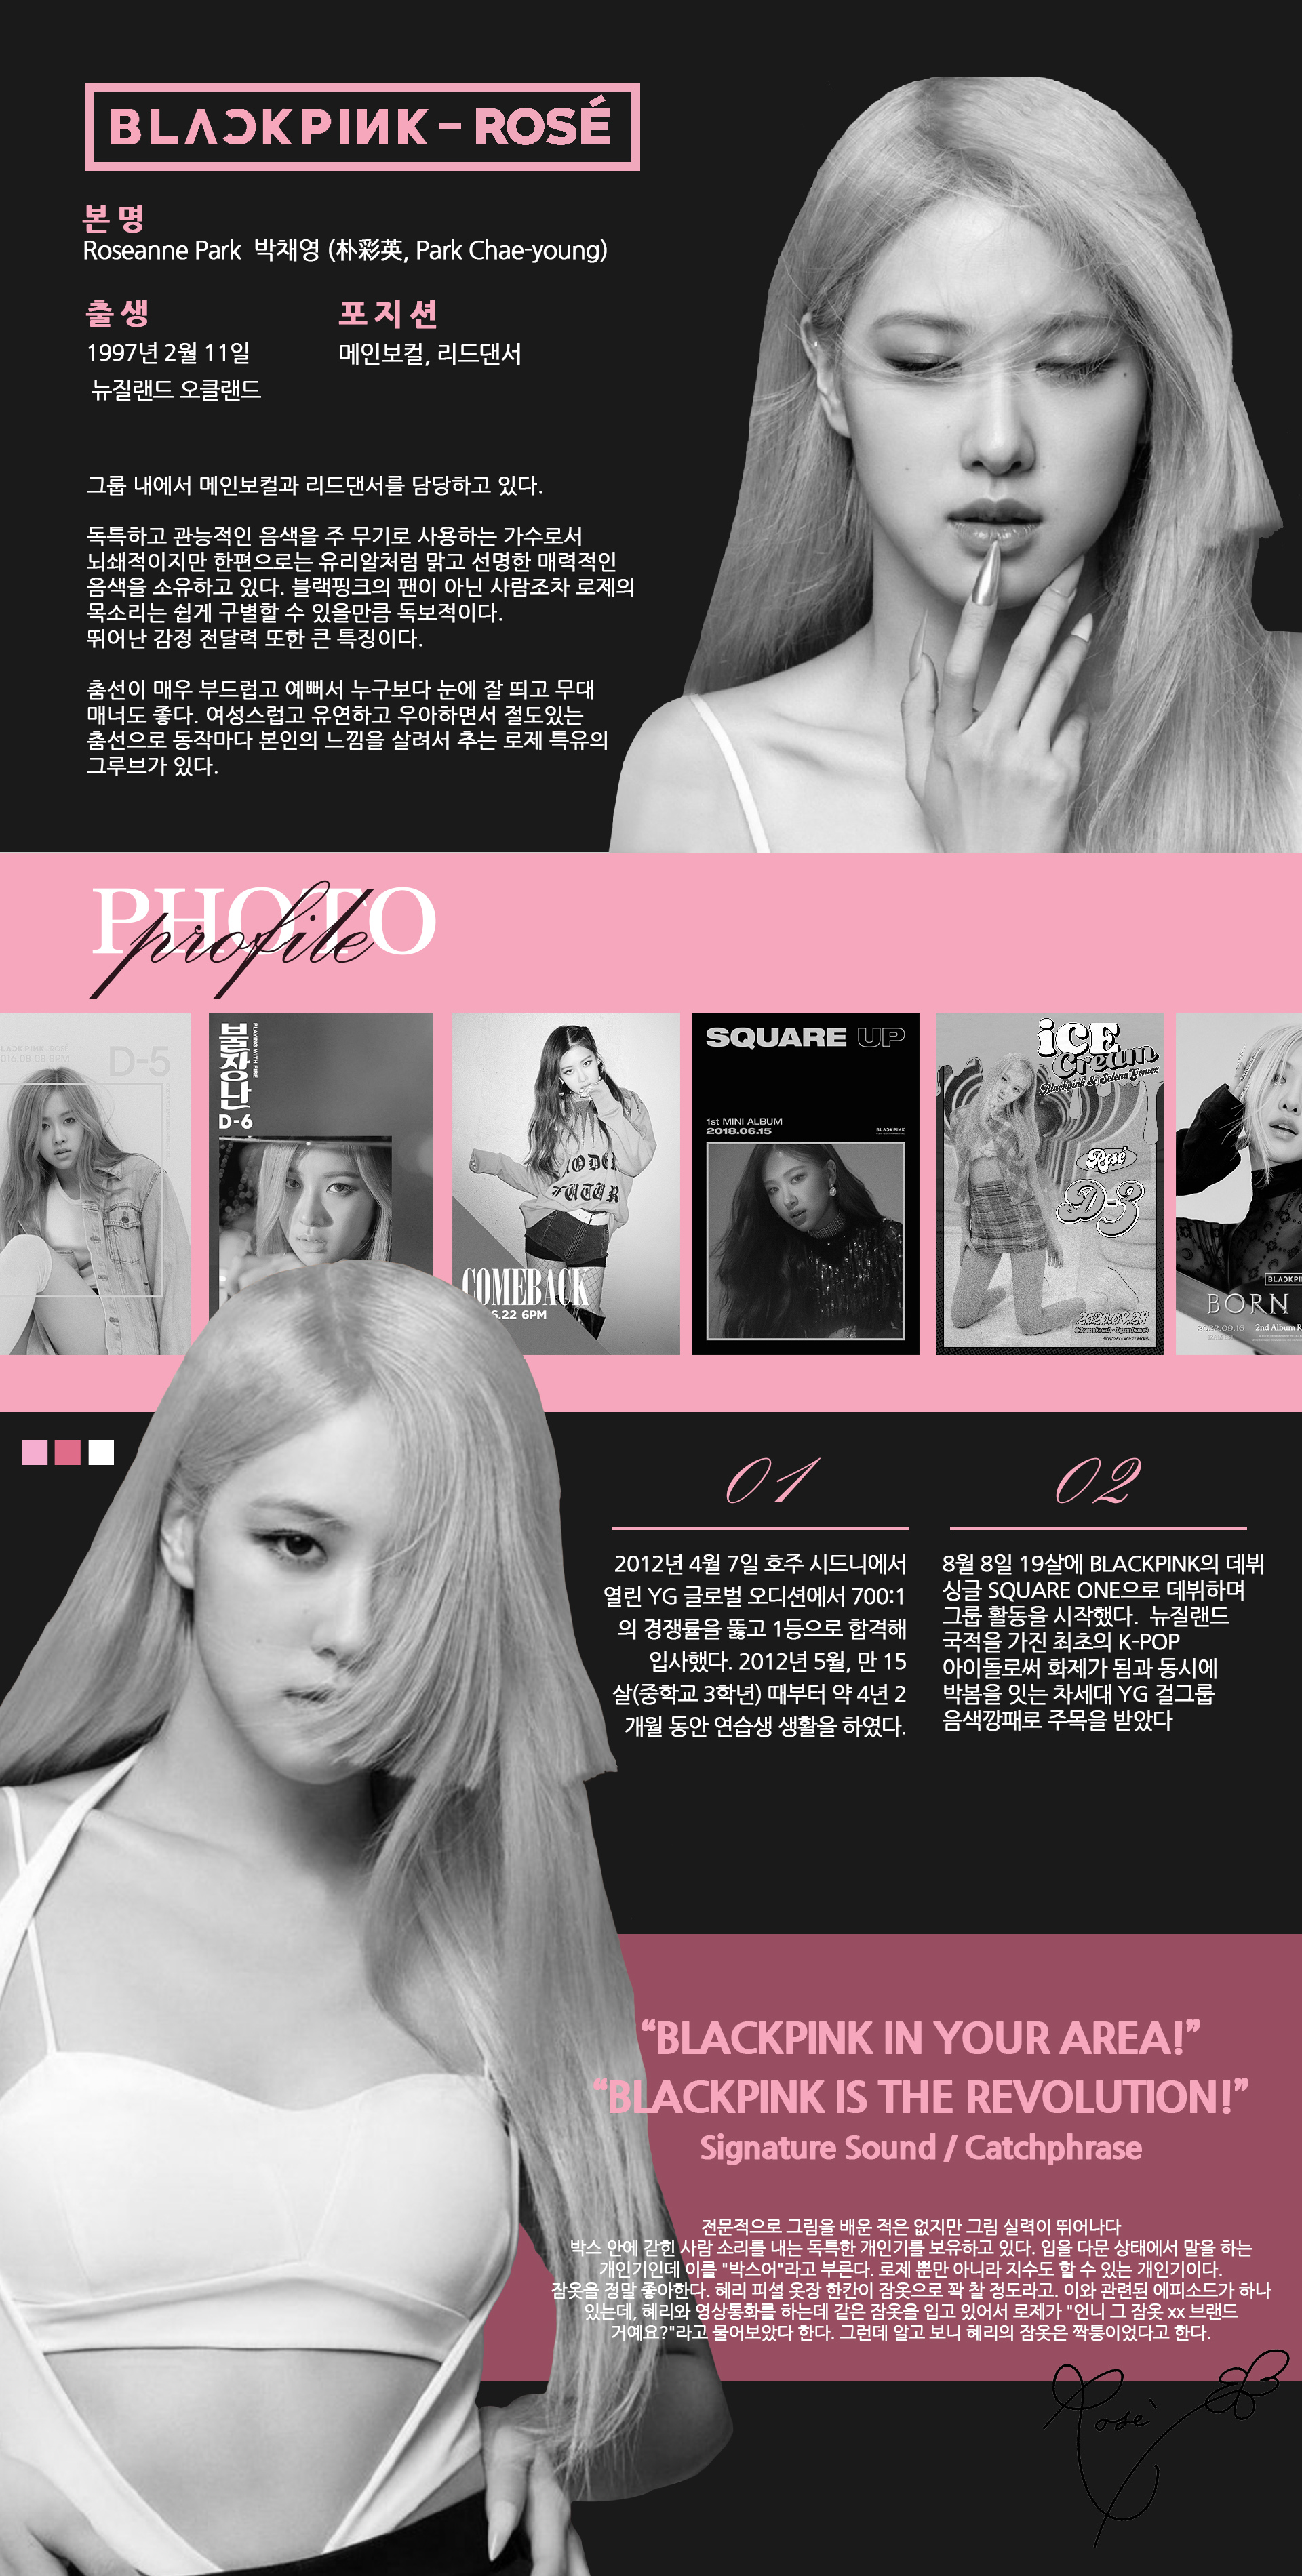 BLACKPINK - ROSÉ
본 명
Roseanne Park 박채영 (朴彩英, Park Chae-young)
출 생
포 지 션
1997년 2월 11일
메인보컬, 리드댄서
뉴질랜드 오클랜드
그룹 내에서 메인보컬과 리드댄서를 담당하고 있다.
독특하고 관능적인 음색을 주 무기로 사용하는 가수로서
뇌쇄적이지만 한편으로는 유리알처럼 맑고 선명한 매력적인
음색을 소유하고 있다. 블랙핑크의 팬이 아닌 사람조차 로제의
목소리는 쉽게 구별할 수 있을만큼 독보적이다.
뛰어난 감정 전달력 또한 큰 특징이다.
춤선이 매우 부드럽고 예뻐서 누구보다 눈에 잘 띄고 무대
매너도 좋다. 여성스럽고 유연하고 우아하면서 절도있는
춤선으로 동작마다 본인의 느낌을 살려서 추는 로제 특유의
그루브가 있다.
PHOTO
profile
D-5
불장난
PLAYING WITH FIRE
D-6
COMEBACK
6.22 6PM
SQUARE UP
1st MINI ALBUM
2018.06.15
BLACKPINK
iCE
Cream
Blackpink & Selena Gomez
Rosé
D-3
2020.08.28
BORN
2022.09.16
2nd Album
01
02
2012년 4월 7일 호주 시드니에서
열린 YG 글로벌 오디션에서 700:1
의 경쟁률을 뚫고 1등으로 합격해
입사했다. 2012년 5월, 만 15
살(중학교 3학년) 때부터 약 4년 2
개월 동안 연습생 생활을 하였다.
8월 8일 19살에 BLACKPINK의 데뷔
싱글 SQUARE ONE으로 데뷔하며
그룹 활동을 시작했다. 뉴질랜드
국적을 가진 최초의 K-POP
아이돌로써 화제가 됨과 동시에
박봄을 잇는 차세대 YG 걸그룹
음색깡패로 주목을 받았다
“BLACKPINK IN YOUR AREA!”
“BLACKPINK IS THE REVOLUTION!”
Signature Sound / Catchphrase
전문적으로 그림을 배운 적은 없지만 그림 실력이 뛰어나다
박스 안에 갇힌 사람 소리를 내는 독특한 개인기를 보유하고 있다. 입을 다문 상태에서 말을 하는
개인기인데 이를 "박스어"라고 부른다. 로제 뿐만 아니라 지수도 할 수 있는 개인기이다.
잠옷을 정말 좋아한다. 혜리 피셜 옷장 한칸이 잠옷으로 꽉 찰 정도라고. 이와 관련된 에피소드가 하나
있는데, 혜리와 영상통화를 하는데 같은 잠옷을 입고 있어서 로제가 "언니 그 잠옷 xx 브랜드
거예요?"라고 물어보았다 한다. 그런데 알고 보니 혜리의 잠옷은 짝퉁이었다고 한다.
Rosé